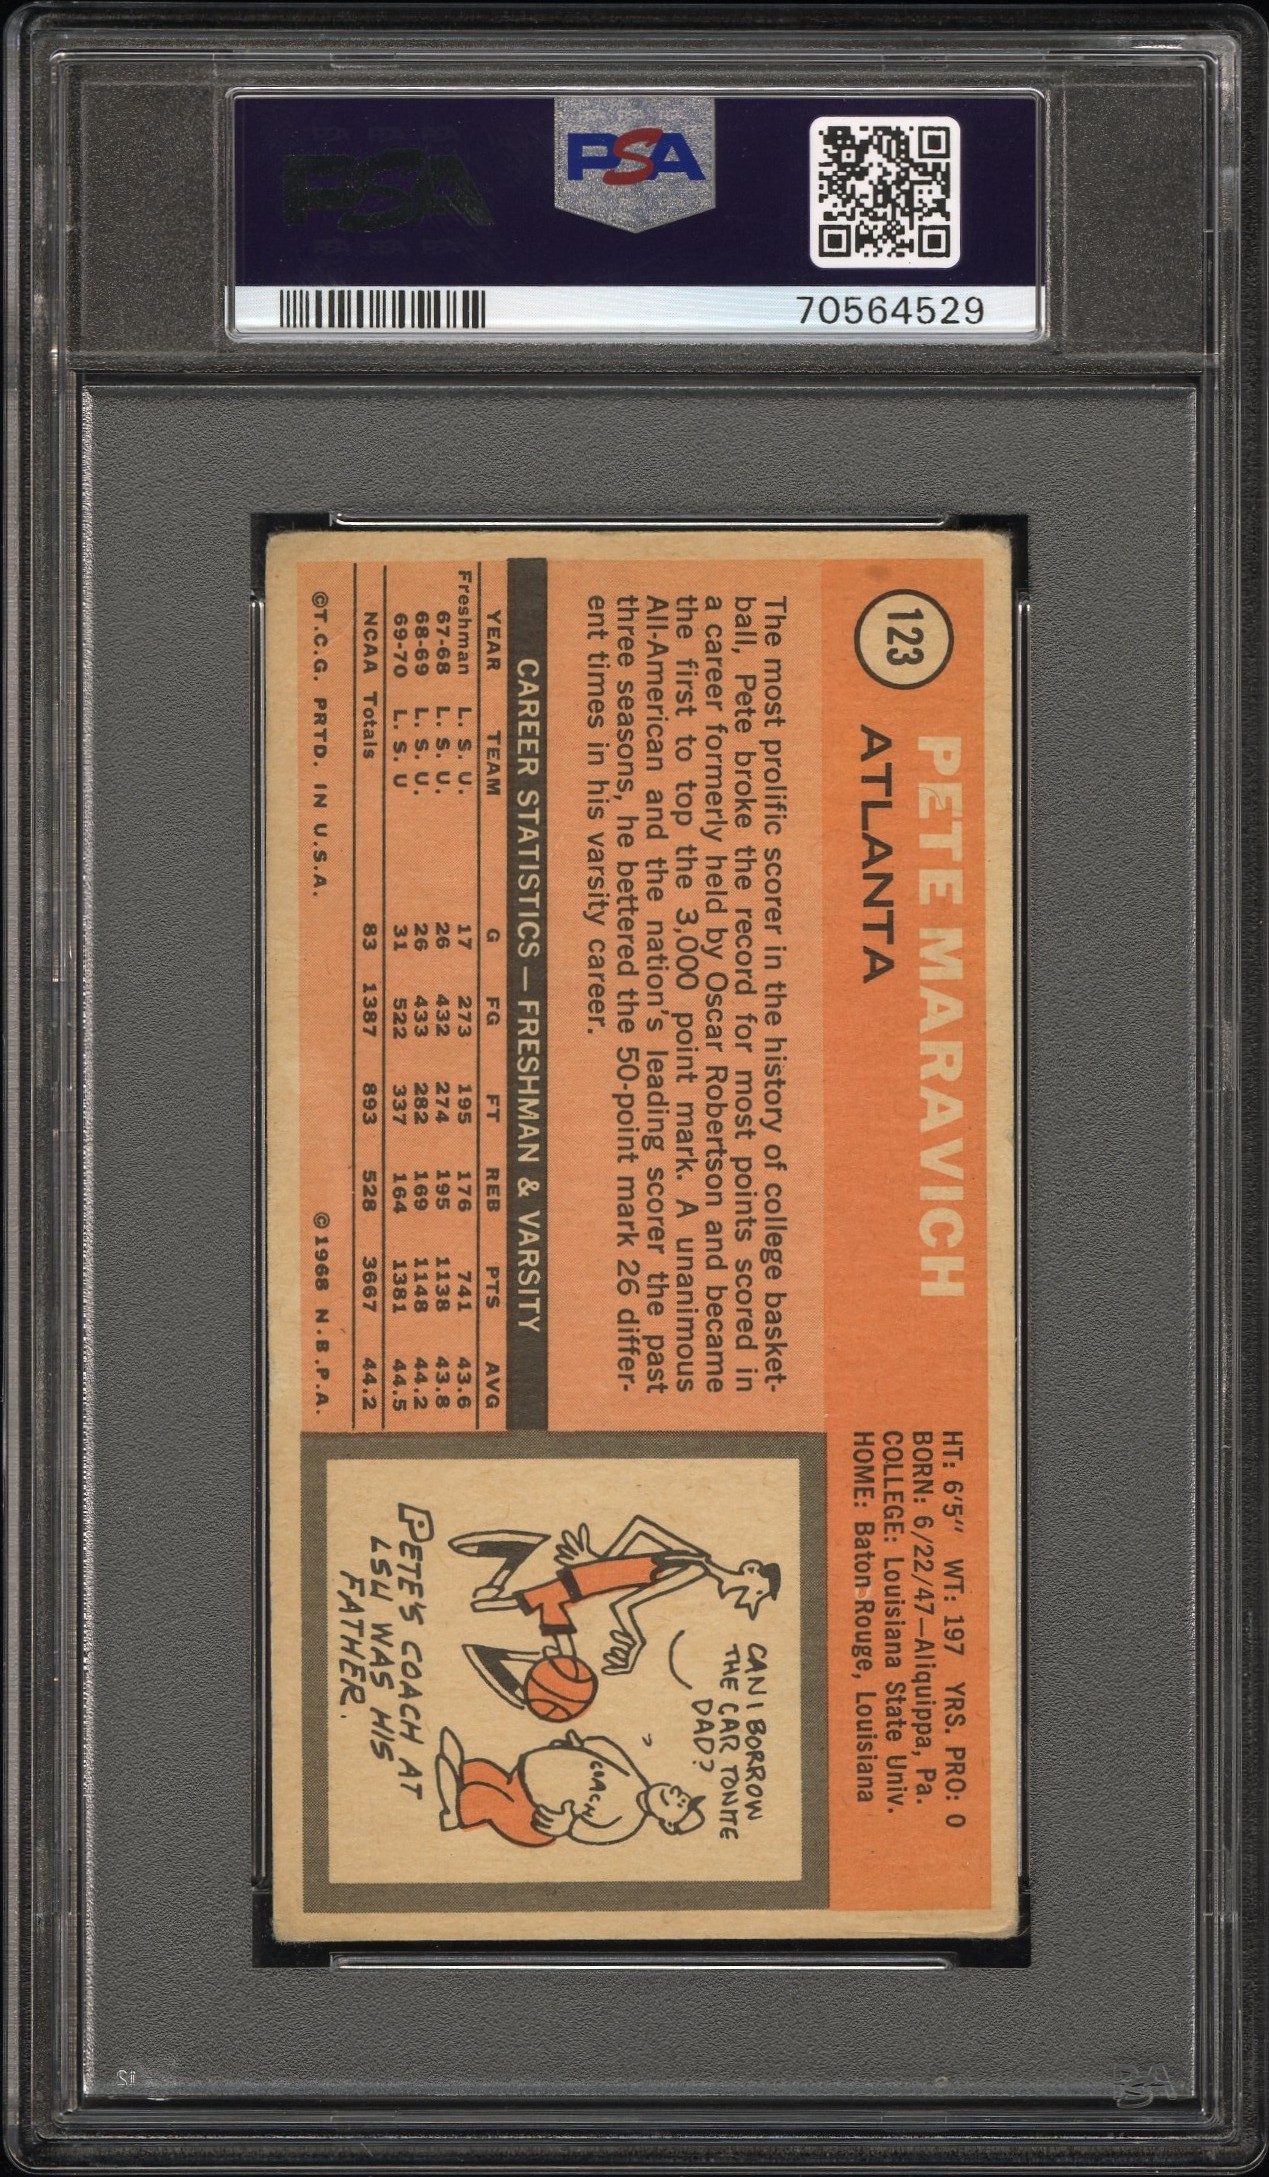 PSA
PSA
70564529
123
PETE MARAVICH
ATLANTA
HT: 6'5" WT: 197 YRS. PRO: 0
BORN: 6/22/47—Aliquippa, Pa.
COLLEGE: Louisiana State Univ.
HOME: Baton Rouge, Louisiana
The most prolific scorer in the history of college basket-
ball, Pete broke the record for most points scored in
a career formerly held by Oscar Robertson and became
the first to top the 3,000 point mark. A unanimous
All-American and the nation's leading scorer the past
three seasons, he bettered the 50-point mark 26 differ-
ent times in his varsity career.
CAREER STATISTICS—FRESHMAN & VARSITY
YEAR TEAM G FG FT REB PTS AVG
Freshman L. S. U. 17 273 195 176 741 43.6
67-68 L. S. U. 26 432 274 195 1138 43.8
68-69 L. S. U. 26 433 282 169 1148 44.2
69-70 L. S. U 31 522 337 164 1381 44.5
NCAA Totals 83 1387 893 528 3667 44.2
©T.C.G. PRTD. IN U.S.A. ©1968 N.B.P.A.
CAN I BORROW
THE CAR TONITE
DAD?
COACH
PETE'S COACH AT
LSU WAS HIS
FATHER.
PSA